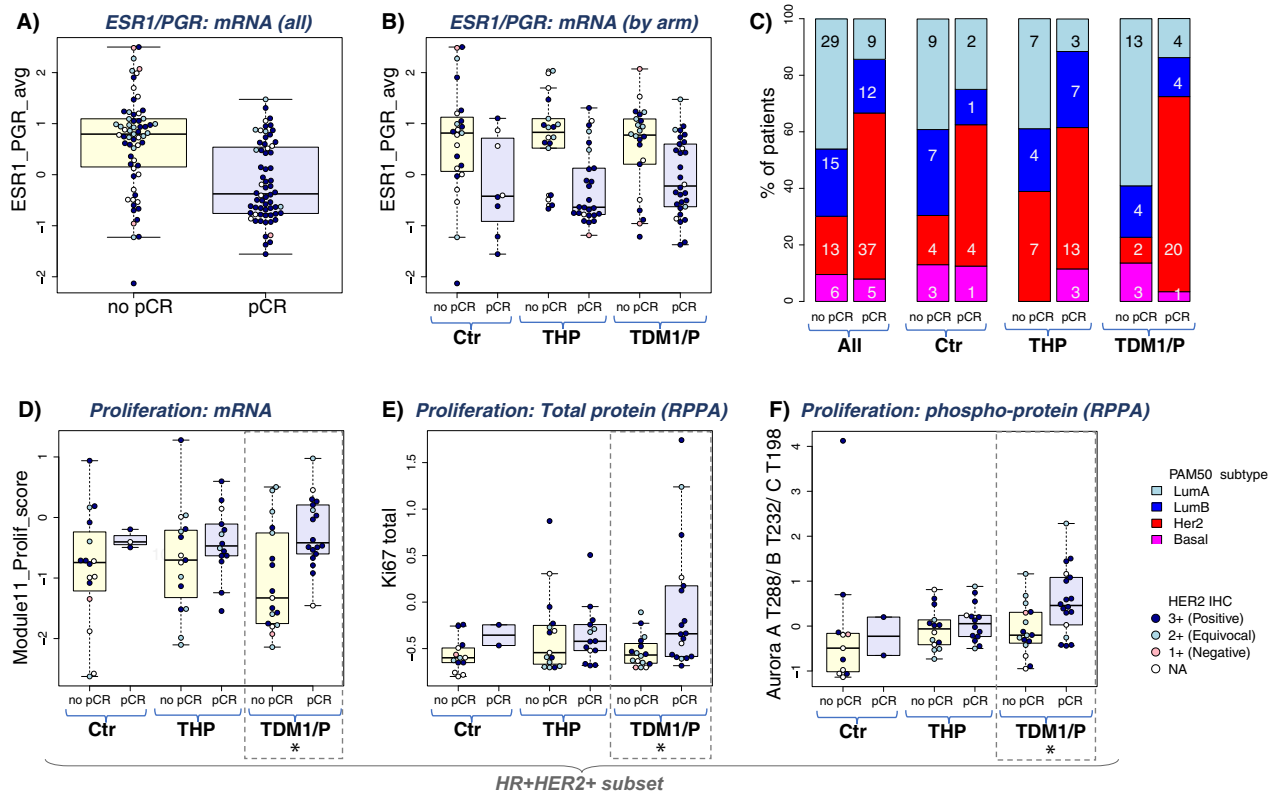 A) ESR1/PGR: mRNA (all)
ESR1_PGR_avg
2
1
0
−1
−2
no pCR pCR
B) ESR1/PGR: mRNA (by arm)
ESR1_PGR_avg
2
1
0
−1
−2
no pCR pCR no pCR pCR no pCR pCR
Ctr THP TDM1/P
C)
% of patients
100
80
60
40
20
0
29 9 9 2 7 3 13 4
15 12 7 1 4 7 4 4
13 37 4 4 7 13 2 20
6 5 3 1 3 3 1
no pCR pCR no pCR pCR no pCR pCR no pCR pCR
All Ctr THP TDM1/P
D) Proliferation: mRNA
Module11_Prolif_score
1
0
−1
−2
no pCR pCR no pCR pCR no pCR pCR
Ctr THP TDM1/P
*
E) Proliferation: Total protein (RPPA)
Ki67 total
1.5
1.0
0.5
0.0
−0.5
no pCR pCR no pCR pCR no pCR pCR
Ctr THP TDM1/P
*
F) Proliferation: phospho-protein (RPPA)
Aurora A T288/ B T232/ C T198
4
3
2
1
0
−1
no pCR pCR no pCR pCR no pCR pCR
Ctr THP TDM1/P
*
PAM50 subtype
LumA
LumB
Her2
Basal
HER2 IHC
3+ (Positive)
2+ (Equivocal)
1+ (Negative)
NA
HR+HER2+ subset